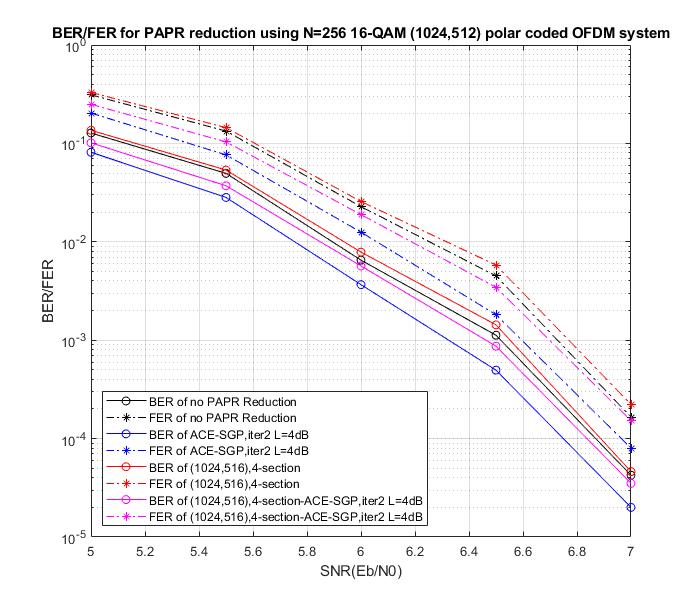 BER/FER for PAPR reduction using N=256 16-QAM (1024,512) polar coded OFDM system
10^0
10^-1
10^-2
10^-3
10^-4
10^-5
BER/FER
BER of no PAPR Reduction
FER of no PAPR Reduction
BER of ACE-SGP,iter2 L=4dB
FER of ACE-SGP,iter2 L=4dB
BER of (1024,516),4-section
FER of (1024,516),4-section
BER of (1024,516),4-section-ACE-SGP,iter2 L=4dB
FER of (1024,516),4-section-ACE-SGP,iter2 L=4dB
5 5.2 5.4 5.6 5.8 6 6.2 6.4 6.6 6.8 7
SNR(Eb/N0)